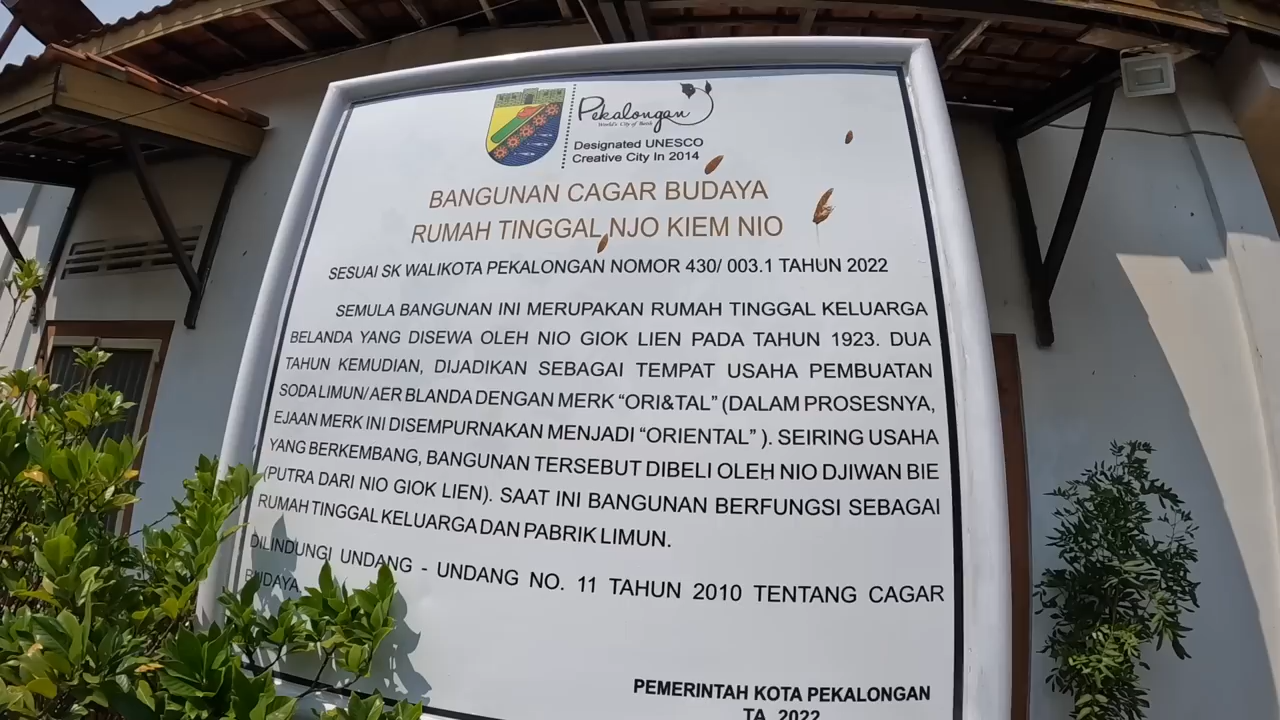 Pekalongan
World's City of Batik
Designated UNESCO
Creative City In 2014
BANGUNAN CAGAR BUDAYA
RUMAH TINGGAL NJO KIEM NIO
SESUAI SK WALIKOTA PEKALONGAN NOMOR 430/ 003.1 TAHUN 2022
SEMULA BANGUNAN INI MERUPAKAN RUMAH TINGGAL KELUARGA
BELANDA YANG DISEWA OLEH NIO GIOK LIEN PADA TAHUN 1923. DUA
TAHUN KEMUDIAN, DIJADIKAN SEBAGAI TEMPAT USAHA PEMBUATAN
SODA LIMUN/ AER BLANDA DENGAN MERK "ORI&TAL" (DALAM PROSESNYA,
EJAAN MERK INI DISEMPURNAKAN MENJADI "ORIENTAL" ). SEIRING USAHA
YANG BERKEMBANG, BANGUNAN TERSEBUT DIBELI OLEH NIO DJIWAN BIE
(PUTRA DARI NIO GIOK LIEN). SAAT INI BANGUNAN BERFUNGSI SEBAGAI
RUMAH TINGGAL KELUARGA DAN PABRIK LIMUN.
DILINDUNGI UNDANG - UNDANG NO. 11 TAHUN 2010 TENTANG CAGAR
BUDAYA
PEMERINTAH KOTA PEKALONGAN
TA. 2022